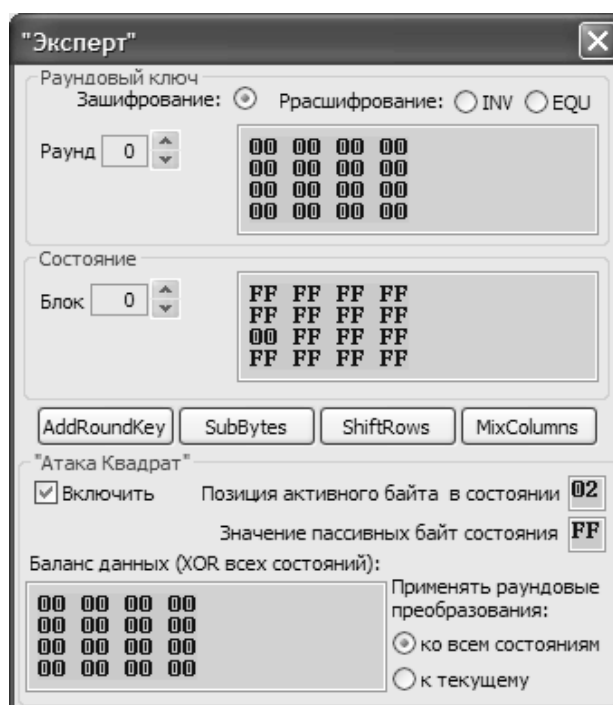 "Эксперт"
Раундовый ключ
Зашифрование: Ррасшифрование: INV EQU
Раунд 0
00 00 00 00
00 00 00 00
00 00 00 00
00 00 00 00
Состояние
Блок 0
FF FF FF FF
FF FF FF FF
00 FF FF FF
FF FF FF FF
AddRoundKey SubBytes ShiftRows MixColumns
"Атака Квадрат"
Включить Позиция активного байта в состоянии 02
Значение пассивных байт состояния FF
Баланс данных (XOR всех состояний):
00 00 00 00
00 00 00 00
00 00 00 00
00 00 00 00
Применять раундовые
преобразования:
ко всем состояниям
к текущему